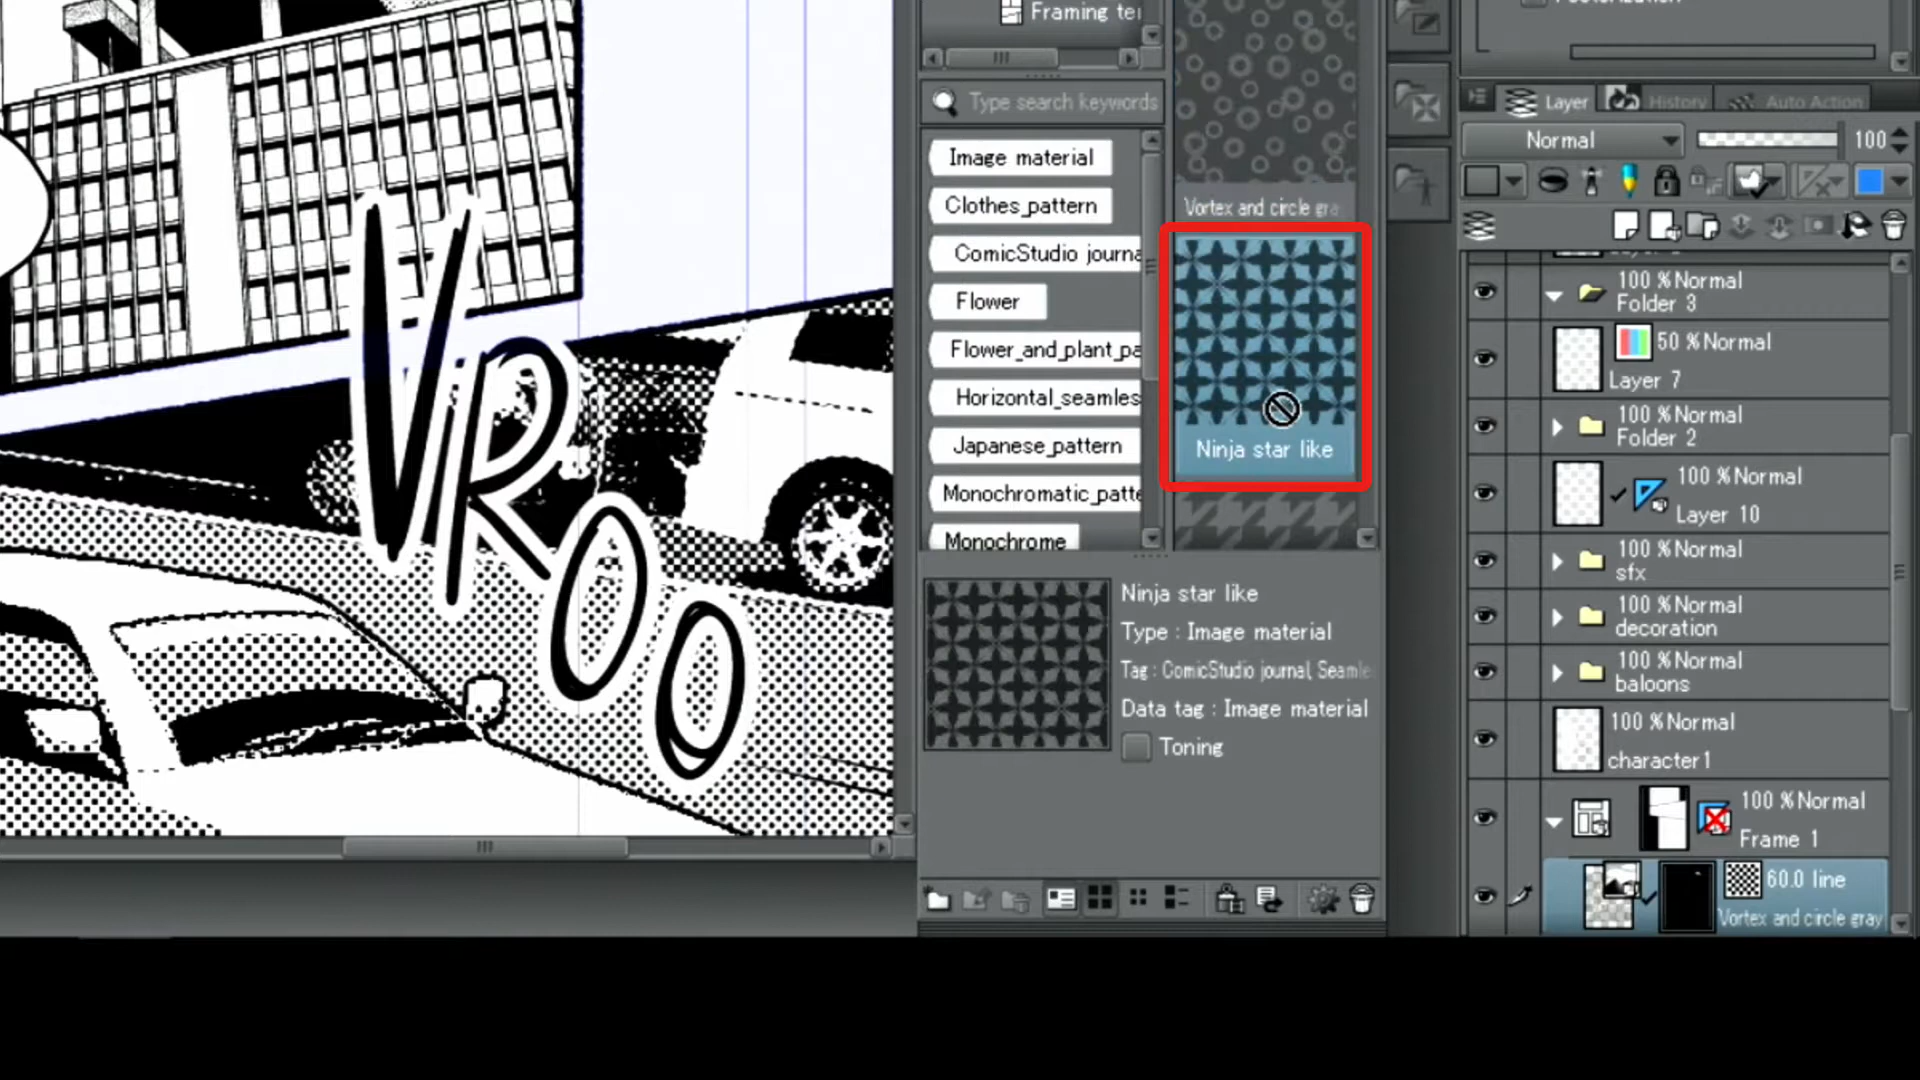 VROO
Framing te
Type search keywords
Image material
Clothes_pattern
ComicStudio journa
Flower
Flower_and_plant_pa
Horizontal_seamles
Japanese_pattern
Monochromatic_patte
Monochrome
Vortex and circle gra
Ninja star like
Ninja star like
Type : Image material
Tag : ComicStudio journal, Seamle
Data tag : Image material
Toning
Layer
History
Auto Action
Normal
100
100 %Normal
Folder 3
50 %Normal
Layer 7
100 %Normal
Folder 2
100 %Normal
Layer 10
100 %Normal
sfx
100 %Normal
decoration
100 %Normal
baloons
100 %Normal
character1
100 %Normal
Frame 1
60.0 line
Vortex and circle gray